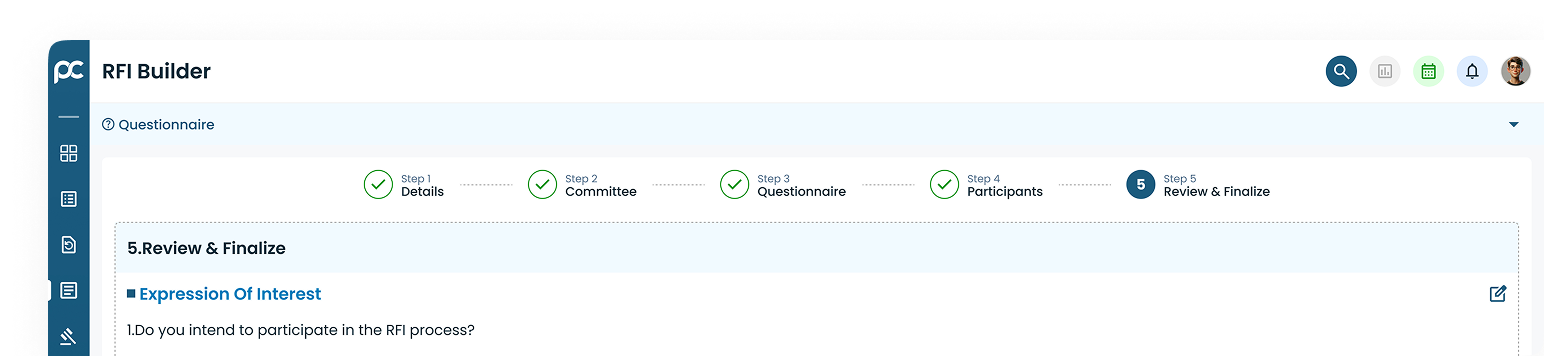 pc
RFI Builder
Questionnaire
Step 1
Details
Step 2
Committee
Step 3
Questionnaire
Step 4
Participants
5
Step 5
Review & Finalize
5.Review & Finalize
Expression Of Interest
1.Do you intend to participate in the RFI process?